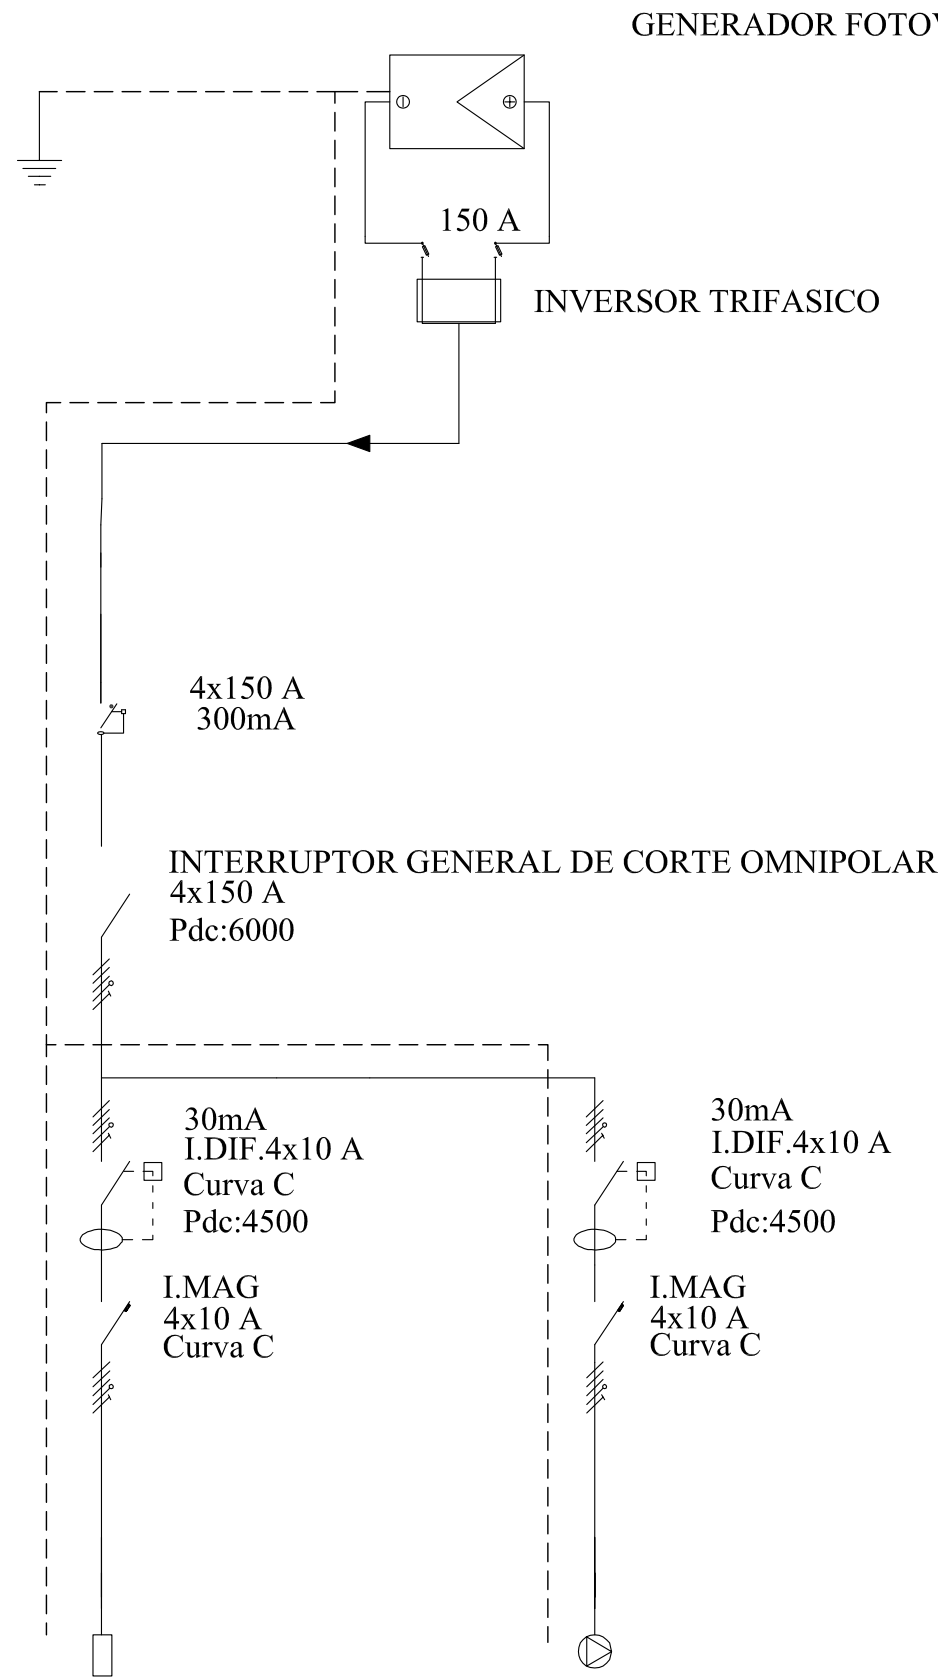 GENERADOR
150 A
INVERSOR TRIFASICO
4x150 A
300mA
INTERRUPTOR GENERAL DE CORTE OMNIPOLAR
4x150 A
Pdc:6000
30mA
I.DIF.4x10 A
Curva C
Pdc:4500
30mA
I.DIF.4x10 A
Curva C
Pdc:4500
I.MAG
4x10 A
Curva C
I.MAG
4x10 A
Curva C